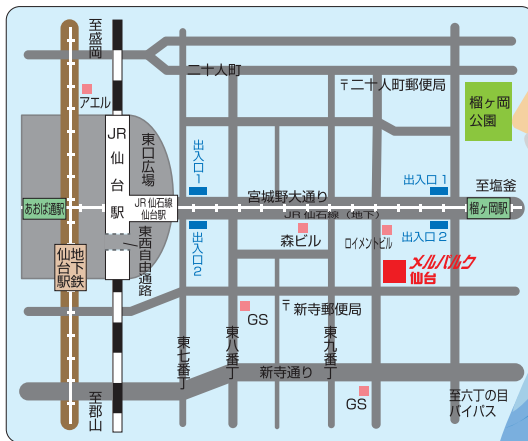 至盛岡
二十人町
〒二十人町郵便局
榴ヶ岡
公園
アエル
JR
仙
台
駅
東口広場
出入口1
出入口1
至塩釜
宮城野大通り
あおば通駅
JR 仙石線
仙台駅
JR 仙石線(地下)
榴ヶ岡駅
東西自由通路
出入口2
森ビル
ロイメントビル
出入口 2
メルパルク
仙台
地下鉄
仙台駅
〒新寺郵便局
GS
東七番丁
東八番丁
東九番丁
新寺通り
GS
至郡山
至六丁の目
バイパス